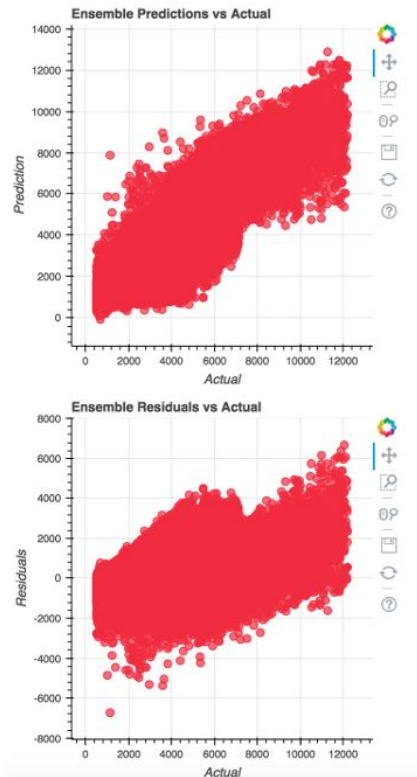 Ensemble Predictions vs Actual
14000
12000
10000
8000
6000
4000
2000
0
Prediction
0 2000 4000 6000 8000 10000 12000
Actual
Ensemble Residuals vs Actual
8000
6000
4000
2000
0
-2000
-4000
-6000
-8000
Residuals
0 2000 4000 6000 8000 10000 12000
Actual